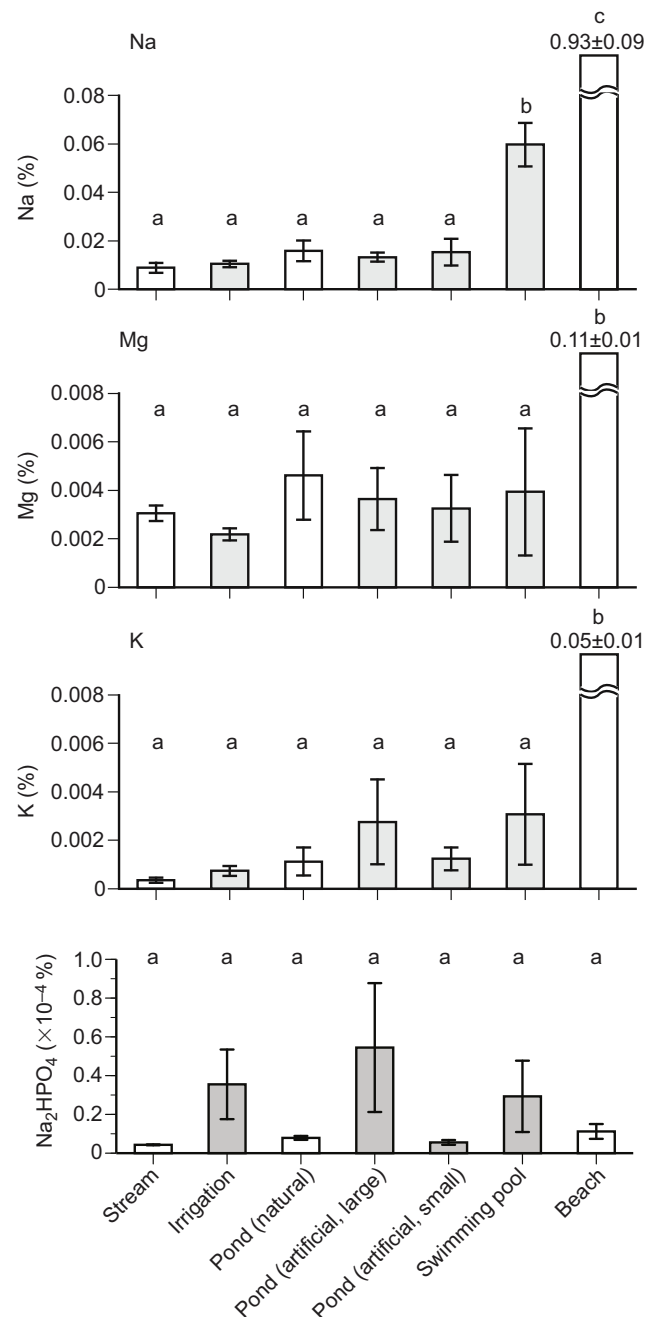 Na
c
0.93±0.09
b
a a a a a
0.08
0.06
0.04
0.02
0
Na (%)
Mg
b
0.11±0.01
a a a a a a
0.008
0.006
0.004
0.002
0
Mg (%)
K
b
0.05±0.01
a a a a a a
0.008
0.006
0.004
0.002
0
K (%)
a a a a a a a
1.0
0.8
0.6
0.4
0.2
0
Na₂HPO₄ (×10⁻⁴ %)
Stream
Irrigation
Pond (natural)
Pond (artificial, large)
Pond (artificial, small)
Swimming pool
Beach